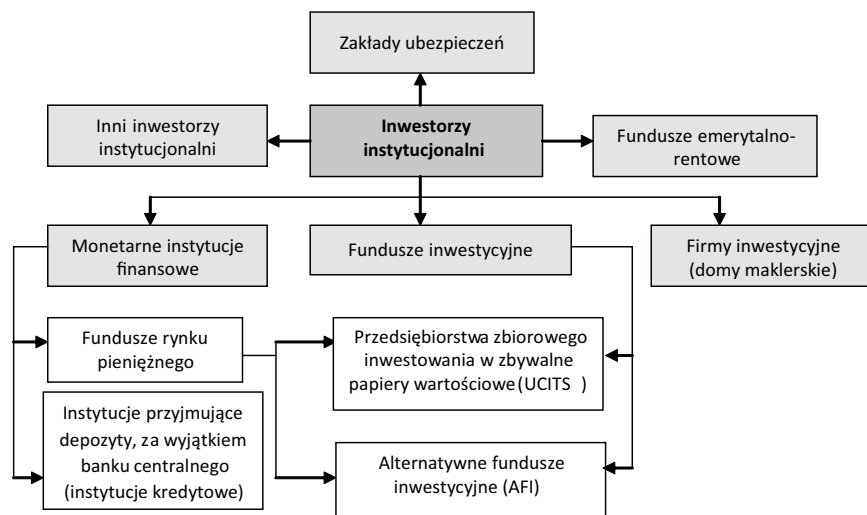 Zakłady ubezpieczeń
Inni inwestorzy
instytucjonalni
Inwestorzy
instytucjonalni
Fundusze emerytalno-
rentowe
Monetarne instytucje
finansowe
Fundusze inwestycyjne
Firmy inwestycyjne
(domy maklerskie)
Fundusze rynku
pieniężnego
Przedsiębiorstwa zbiorowego
inwestowania w zbywalne
papiery wartościowe (UCITS )
Instytucje przyjmujące
depozyty, za wyjątkiem
banku centralnego
(instytucje kredytowe)
Alternatywne fundusze
inwestycyjne (AFI)